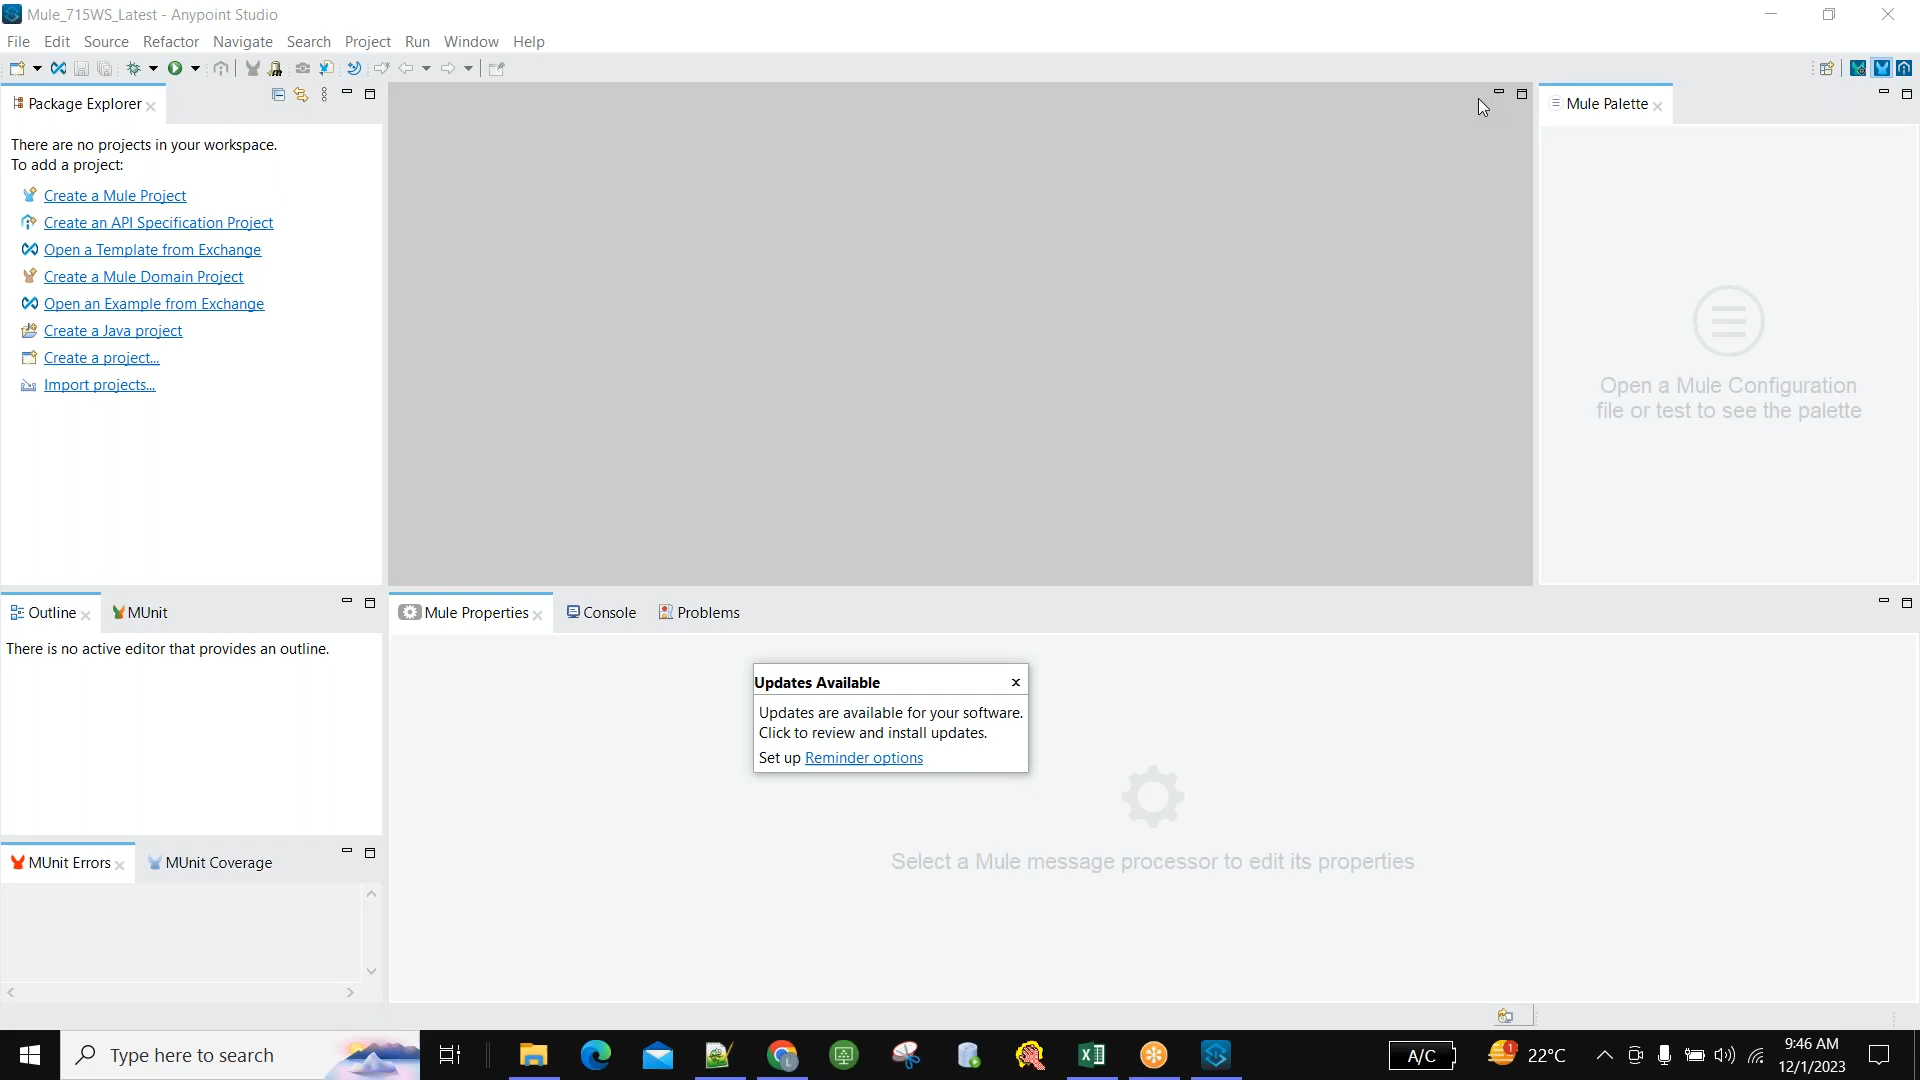 Mule_715WS_Latest - Anypoint Studio
File Edit Source Refactor Navigate Search Project Run Window Help
Package Explorer
There are no projects in your workspace.
To add a project:
Create a Mule Project
Create an API Specification Project
Open a Template from Exchange
Create a Mule Domain Project
Open an Example from Exchange
Create a Java project
Create a project...
Import projects...
Mule Palette
Open a Mule Configuration
file or test to see the palette
Outline MUnit
There is no active editor that provides an outline.
Mule Properties Console Problems
Updates Available
Updates are available for your software.
Click to review and install updates.
Set up Reminder options
Select a Mule message processor to edit its properties
MUnit Errors MUnit Coverage
Type here to search
A/C
1
22°C
9:46 AM
12/1/2023